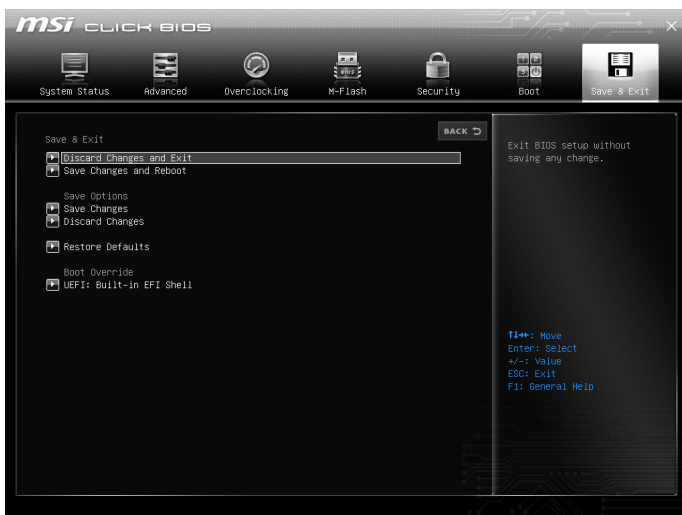 msi CLICK BIOS
System Status
Advanced
Overclocking
M-Flash
Security
Boot
Save & Exit
BACK
Save & Exit
Discard Changes and Exit
Save Changes and Reboot
Save Options
Save Changes
Discard Changes
Restore Defaults
Boot Override
UEFI: Built-in EFI Shell
Exit BIOS setup without
saving any change.
↑↓→←: Move
Enter: Select
+/-: Value
ESC: Exit
F1: General Help